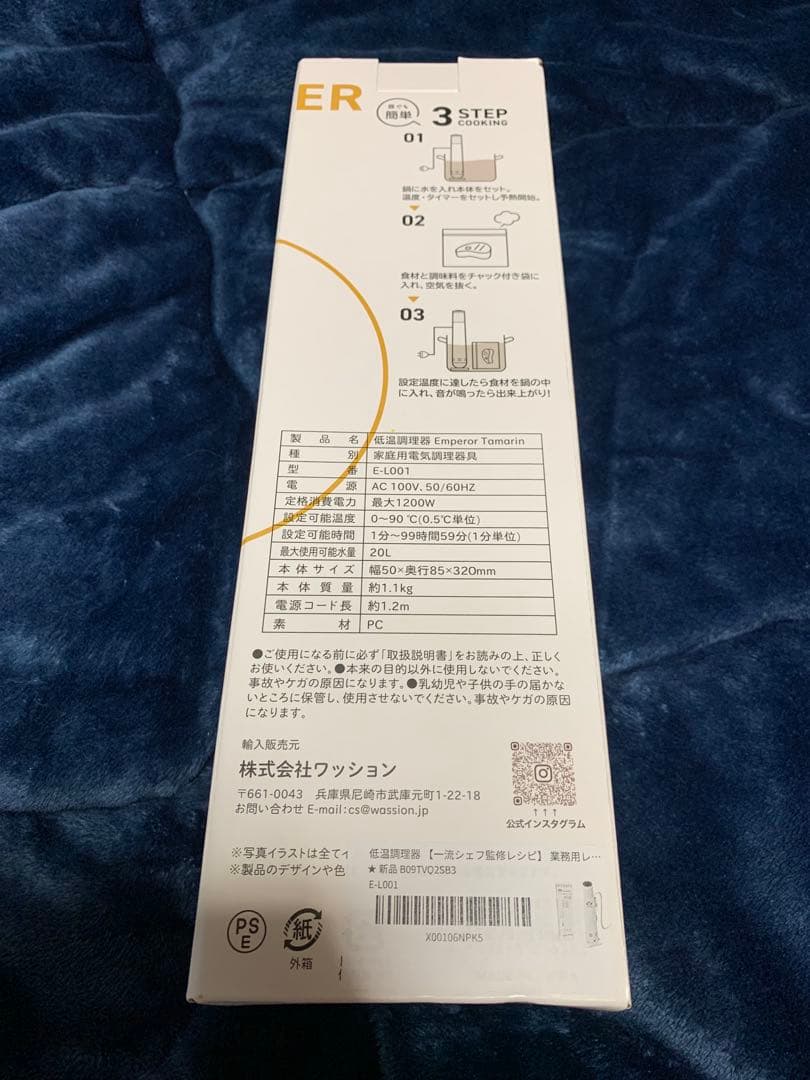 ER
誰でも
簡単
3 STEP
COOKING
01
鍋に水を入れ本体をセット。
温度・タイマーをセットし予熱開始。
02
食材と調味料をチャック付き袋に
入れ、空気を抜く。
03
設定温度に達したら食材を鍋の中
に入れ、音が鳴ったら出来上がり!
製品名 低温調理器 Emperor Tamarin
種別 家庭用電気調理器具
型番 E-L001
電源 AC 100V、50/60HZ
定格消費電力 最大1200W
設定可能温度 0~90 ℃(0.5℃単位)
設定可能時間 1分~99時間59分(1分単位)
最大使用可能水量 20L
本体サイズ 幅50×奥行85×320mm
本体質量 約1.1kg
電源コード長 約1.2m
素材 PC
●ご使用になる前に必ず「取扱説明書」をお読みの上、正しく
お使いください。●本来の目的以外に使用しないでください。
事故やケガの原因になります。●乳幼児や子供の手の届かな
いところに保管し、使用させないでください。事故やケガの原因
になります。
輸入販売元
株式会社ワッション
〒661-0043 兵庫県尼崎市武庫元町1-22-18
お問い合わせ E-mail:cs@wassion.jp
↑↑↑
公式インスタグラム
※写真イラストは全てイ
※製品のデザインや色
低温調理器 【一流シェフ監修レシピ】 業務用レ…
★ 新品 B09TVQ2SB3
E-L001
X00106NPK5
PS
E
紙
外箱